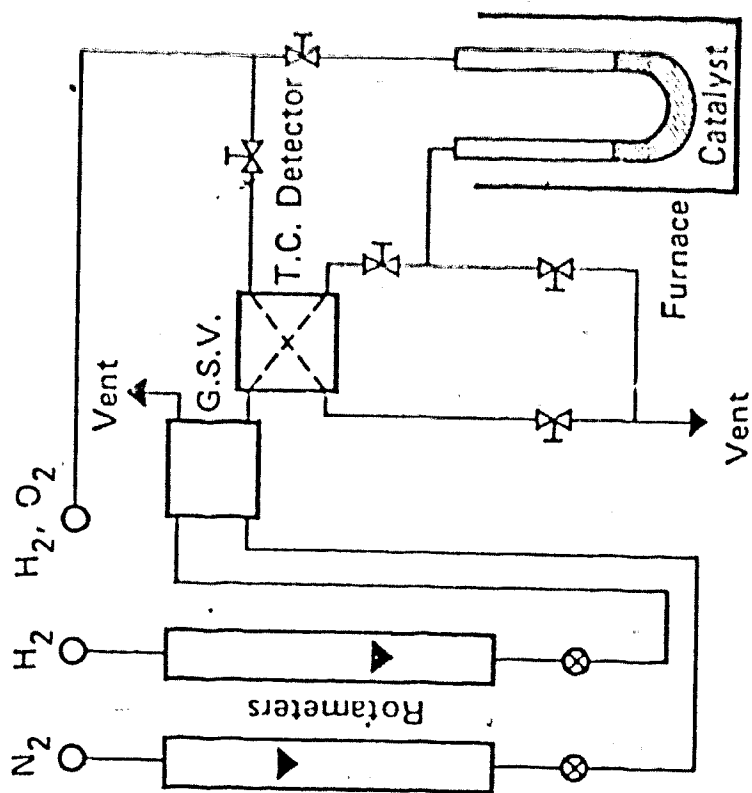 N2
H2
H2, O2
Rotameters
Vent
G.S.V.
T.C. Detector
Vent
Furnace
Catalyst